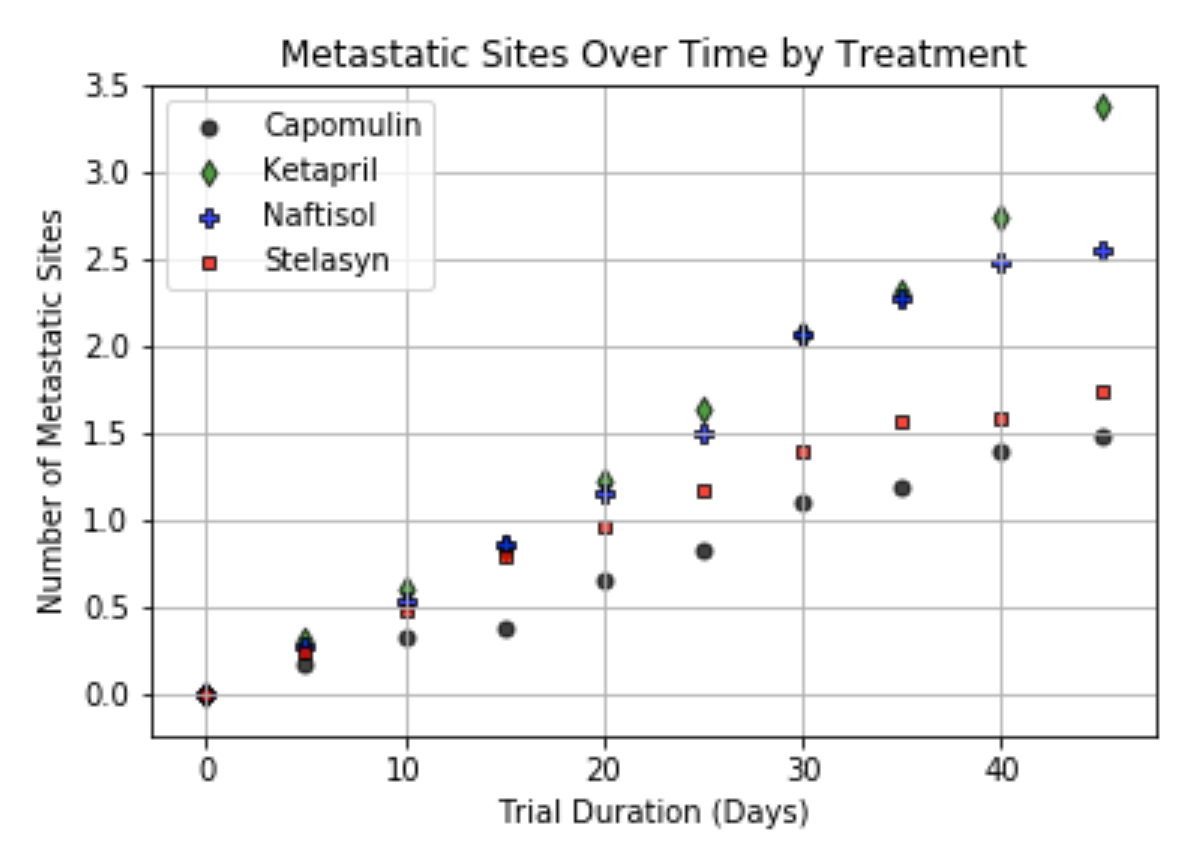 Metastatic Sites Over Time by Treatment
3.5
3.0
2.5
2.0
1.5
1.0
0.5
0.0
Number of Metastatic Sites
Capomulin
Ketapril
Naftisol
Stelasyn
0 10 20 30 40
Trial Duration (Days)